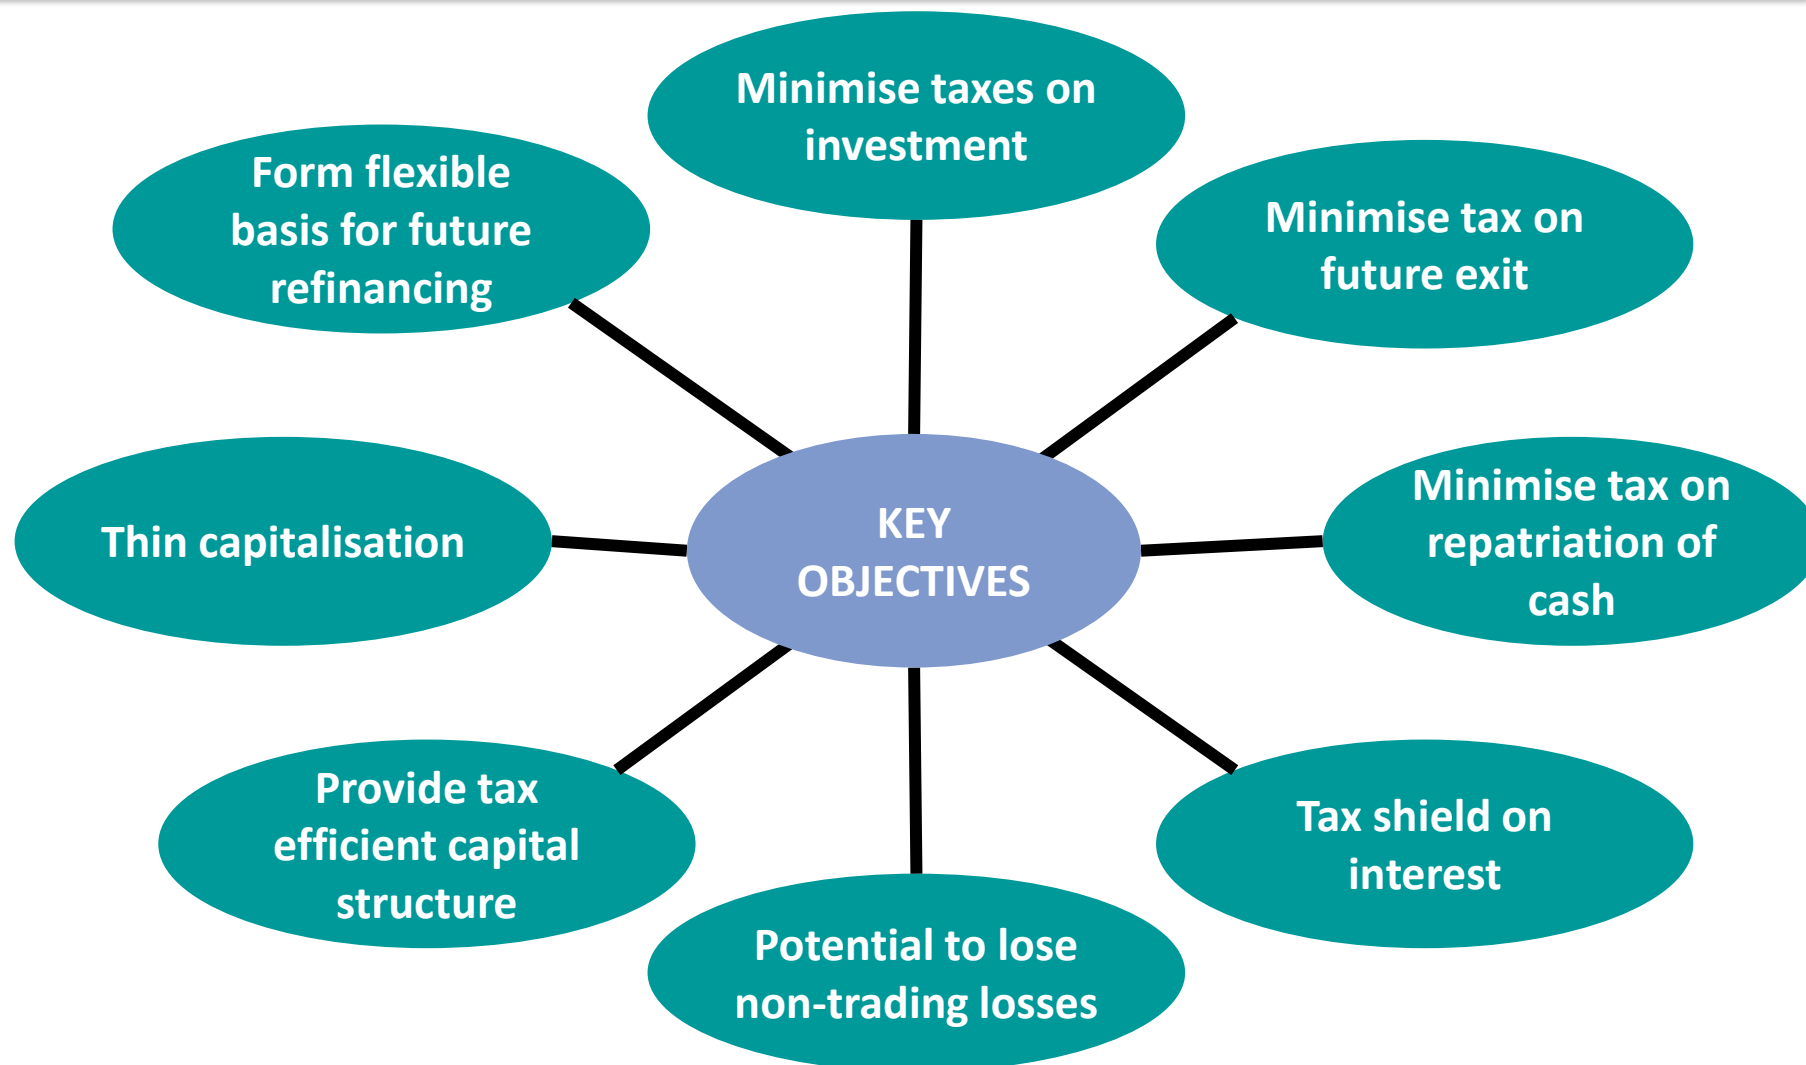 Minimise taxes on
investment
Form flexible
basis for future
refinancing
Minimise tax on
future exit
Thin capitalisation
KEY
OBJECTIVES
Minimise tax on
repatriation of
cash
Provide tax
efficient capital
structure
Tax shield on
interest
Potential to lose
non-trading losses